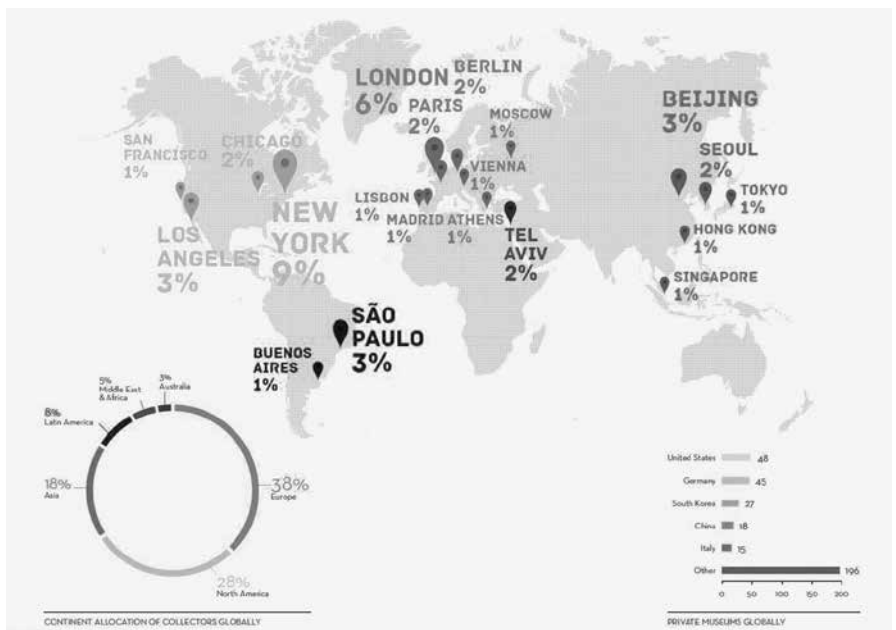 LONDON
6%
BERLIN
2%
PARIS
2%
MOSCOW
1%
BEIJING
3%
SAN
FRANCISCO
1%
CHICAGO
2%
VIENNA
1%
SEOUL
2%
LISBON
1%
MADRID
1%
ATHENS
1%
TOKYO
1%
NEW
YORK
9%
LOS
ANGELES
3%
TEL
AVIV
2%
HONG KONG
1%
SINGAPORE
1%
SÃO
PAULO
3%
BUENOS
AIRES
1%
5%
Middle East
& Africa
3%
Australia
8%
Latin America
18%
Asia
38%
Europe
28%
North America
CONTINENT ALLOCATION OF COLLECTORS GLOBALLY
United States 48
Germany 45
South Korea 27
China 18
Italy 15
Other 196
0 50 100 150 200
PRIVATE MUSEUMS GLOBALLY